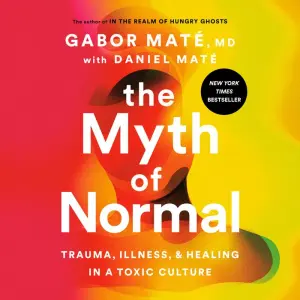 The author of IN THE REALM OF HUNGRY GHOSTS
GABOR MATÉ, MD
with DANIEL MATÉ
NEW YORK
TIMES
BESTSELLER
the
Myth
of
Normal
TRAUMA, ILLNESS, & HEALING
IN A TOXIC CULTURE